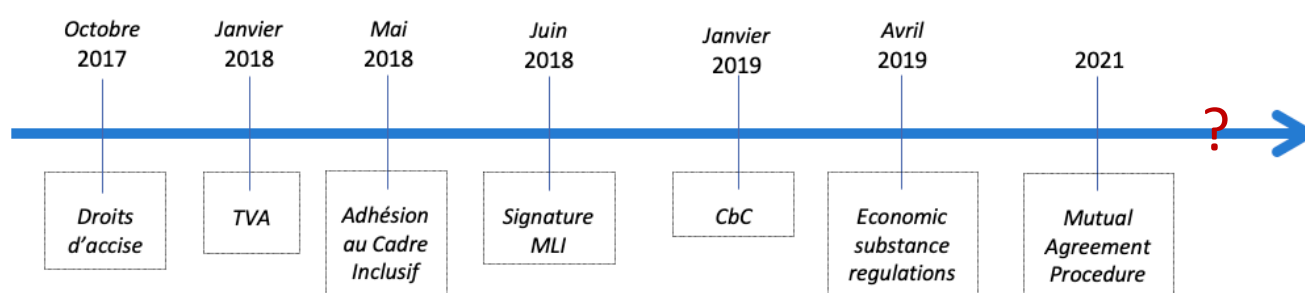 Octobre
2017
Janvier
2018
Mai
2018
Juin
2018
Janvier
2019
Avril
2019
2021
?
Droits
d’accise
TVA
Adhésion
au Cadre
Inclusif
Signature
MLI
CbC
Economic
substance
regulations
Mutual
Agreement
Procedure